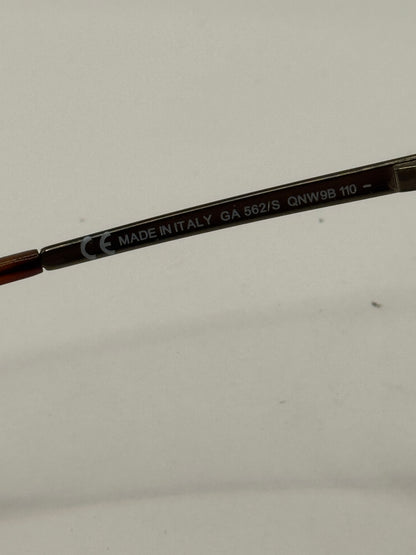 CE MADE IN ITALY GA 562/S QNW9B 110 –